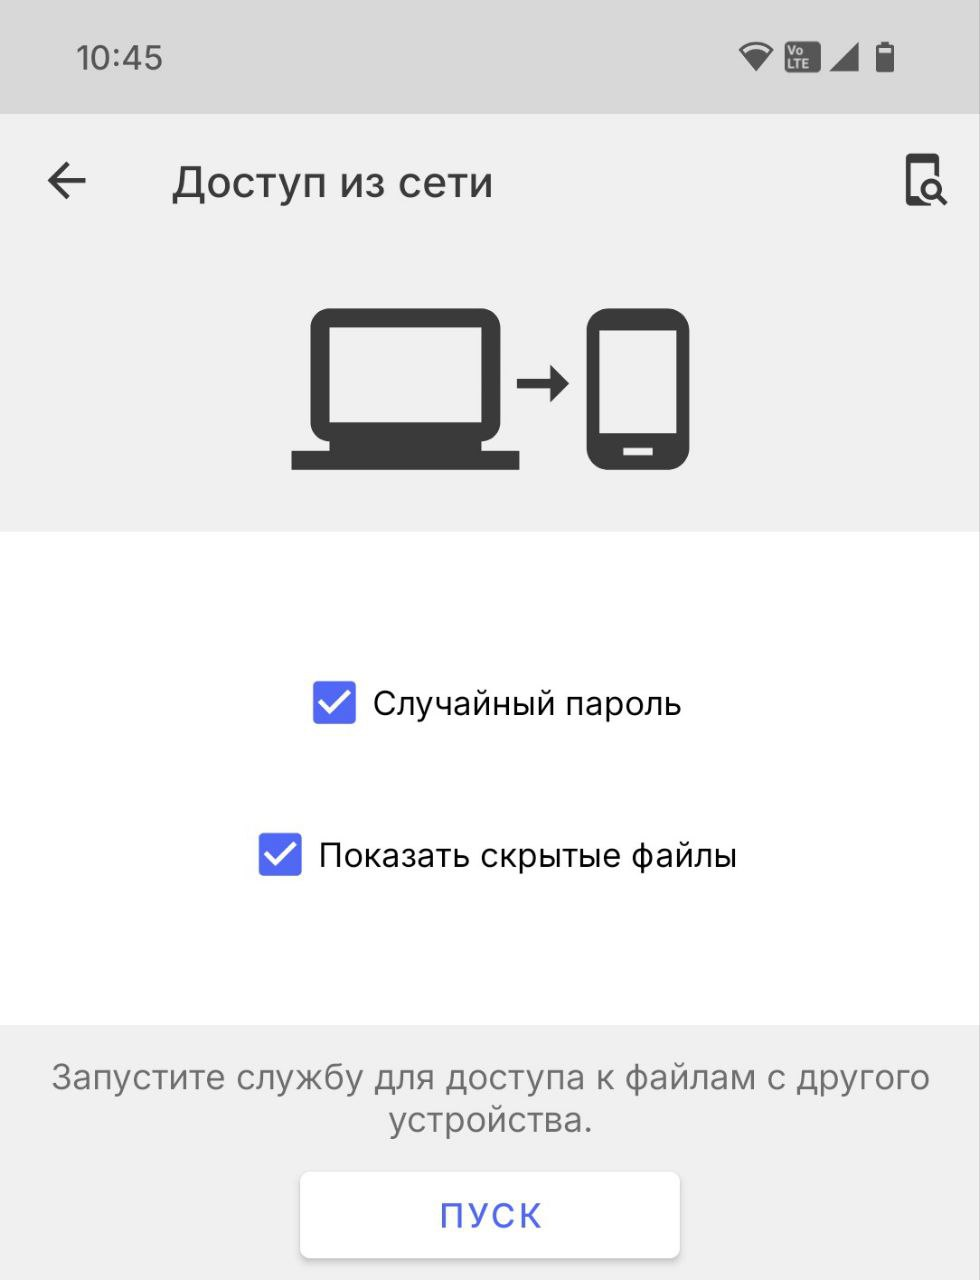 10:45
Vo
LTE
Доступ из сети
Случайный пароль
Показать скрытые файлы
Запустите службу для доступа к файлам с другого
устройства.
ПУСК